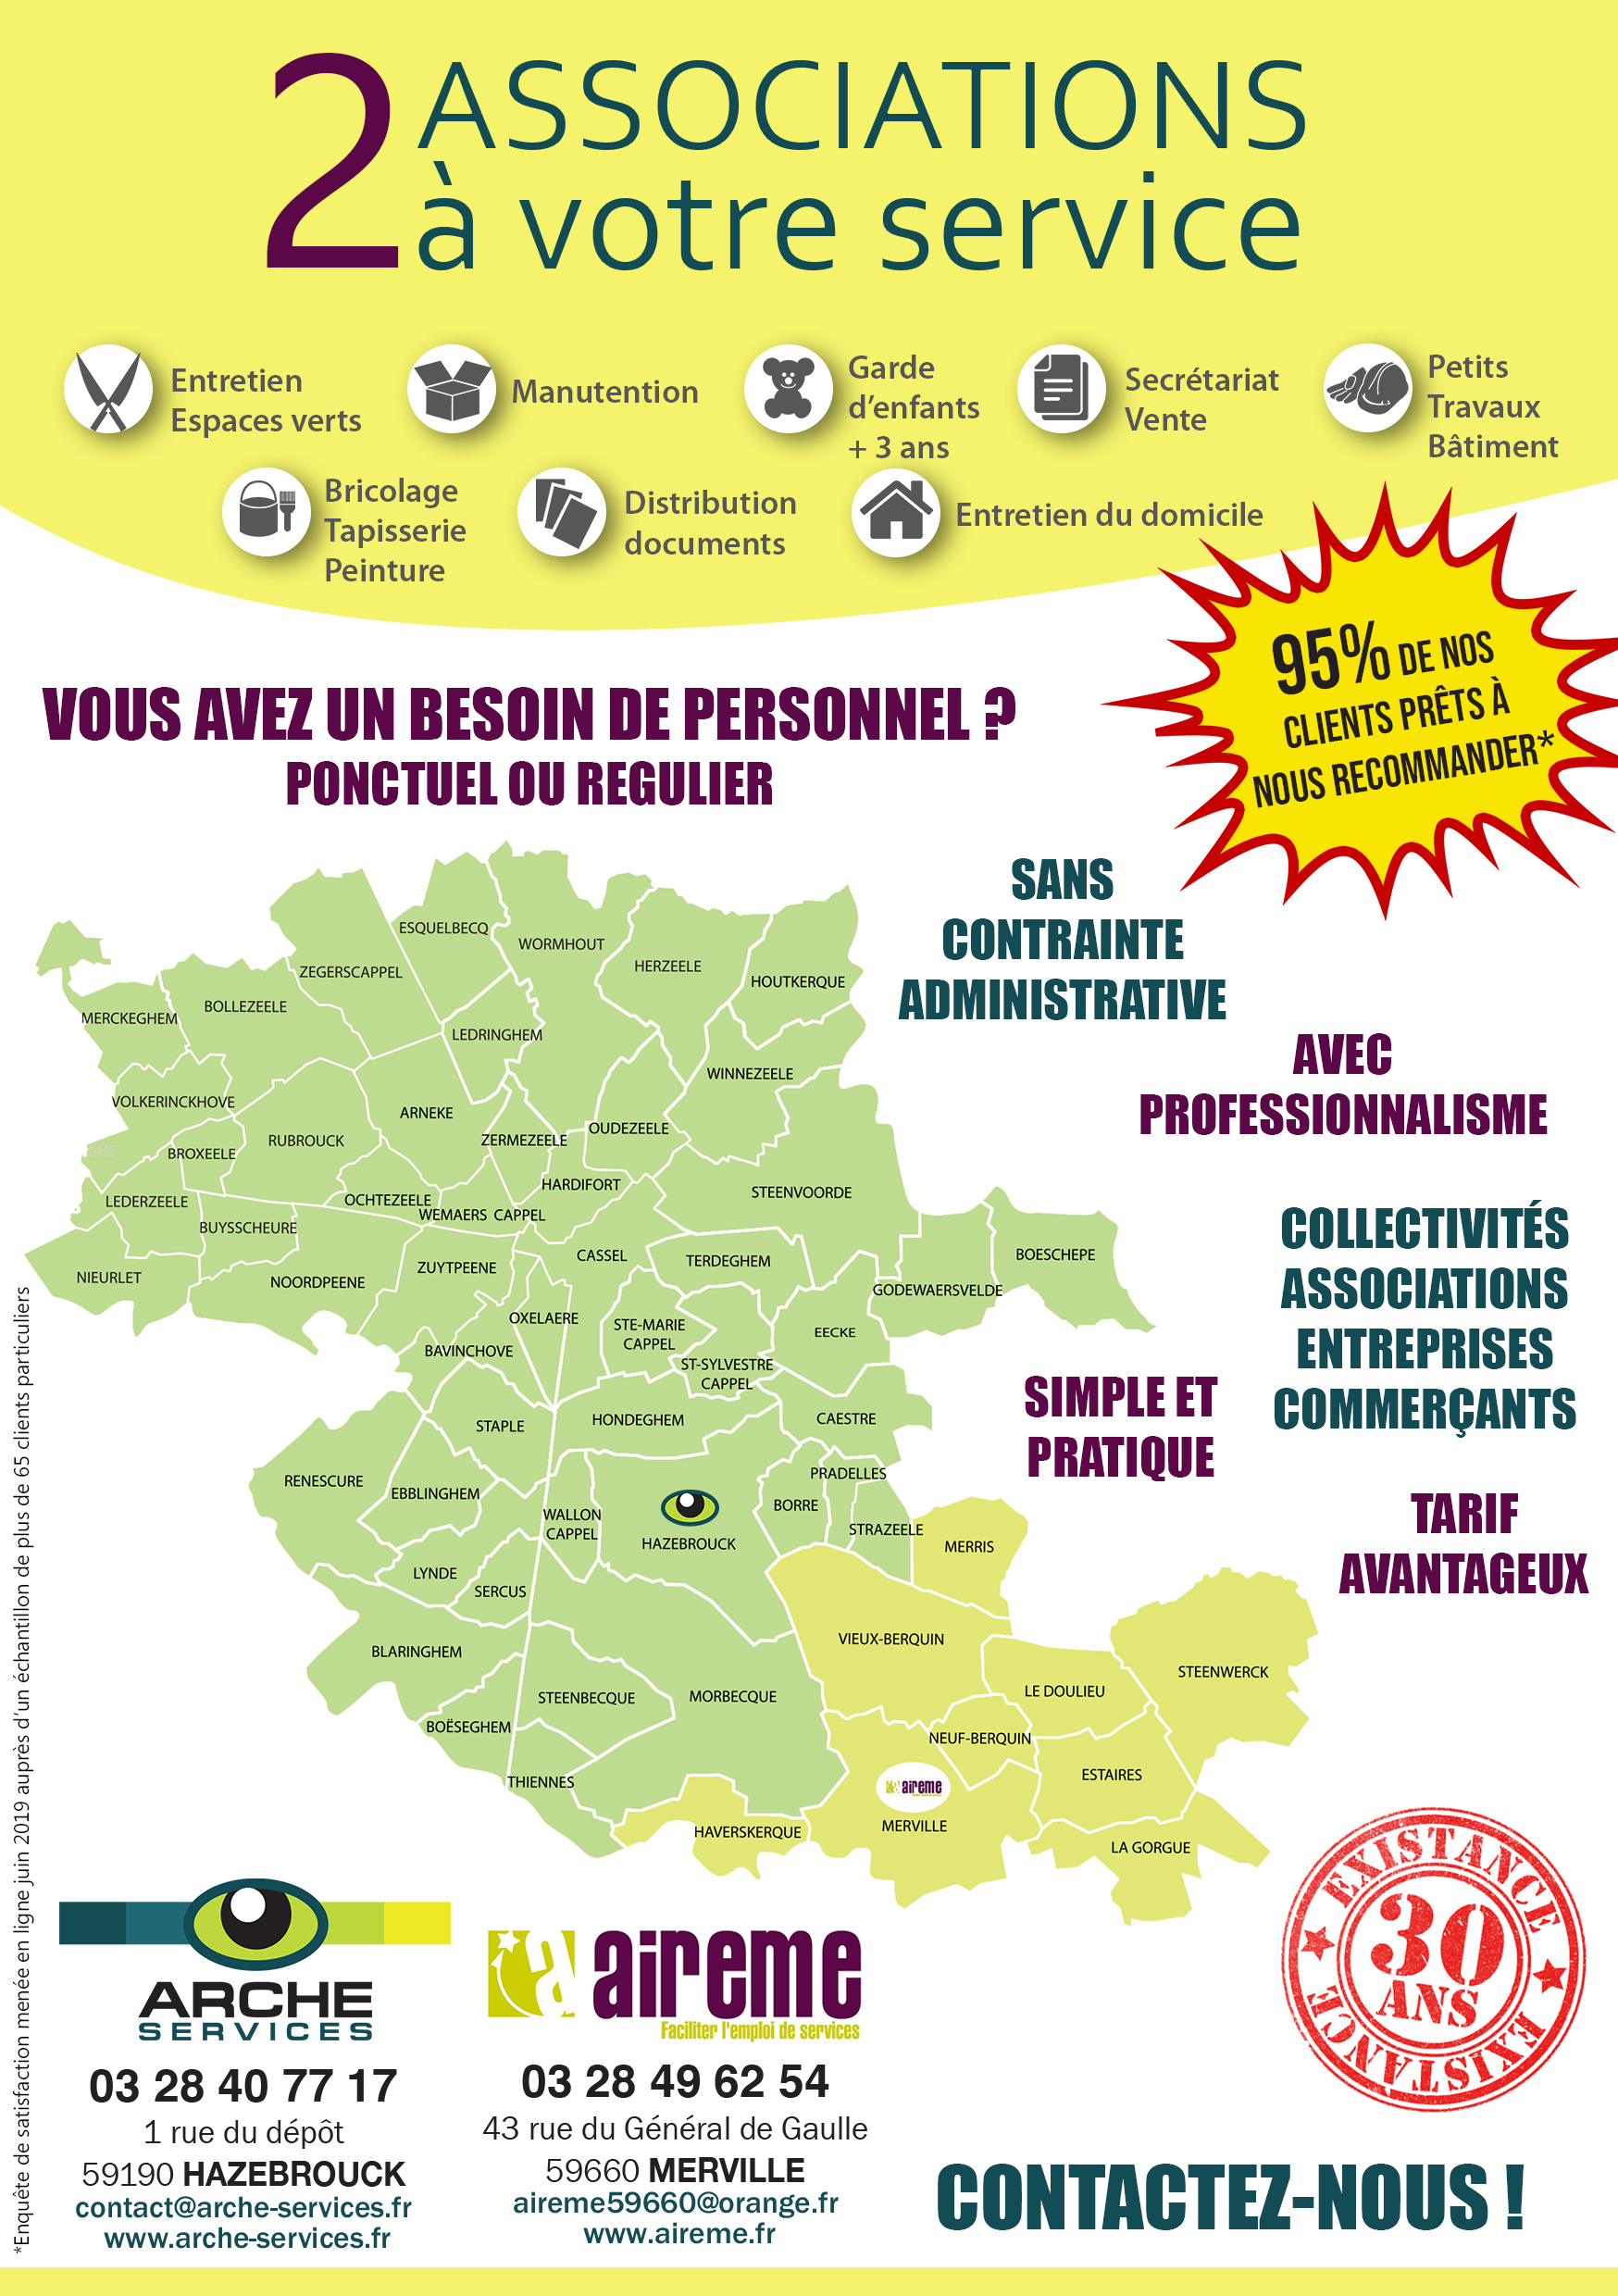 2 ASSOCIATIONS
à votre service
Entretien
Espaces verts
Manutention
Garde
d'enfants
+ 3 ans
Secrétariat
Vente
Petits
Travaux
Bâtiment
Bricolage
Tapisserie
Peinture
Distribution
documents
Entretien du domicile
95% DE NOS
CLIENTS PRÊTS À
NOUS RECOMMANDER*
VOUS AVEZ UN BESOIN DE PERSONNEL ?
PONCTUEL OU REGULIER
SANS
CONTRAINTE
ADMINISTRATIVE
AVEC
PROFESSIONNALISME
COLLECTIVITÉS
ASSOCIATIONS
ENTREPRISES
COMMERÇANTS
SIMPLE ET
PRATIQUE
TARIF
AVANTAGEUX
ESQUELBECQ
WORMHOUT
ZEGERSCAPPEL
HERZEELE
HOUTKERQUE
BOLLEZEELE
MERCKEGHEM
LEDRINGHEM
WINNEZEELE
VOLKERINCKHOVE
ARNEKE
OUDEZEELE
RUBROUCK
ZERMEZEELE
BROXEELE
HARDIFORT
STEENVOORDE
LEDERZEELE
OCHTEZEELE
WEMAERS CAPPEL
BUYSSCHEURE
CASSEL
TERDEGHEM
BOESCHEPE
ZUYTPEENE
NIEURLET
NOORDPEENE
GODEWAERSVELDE
OXELAERE
STE-MARIE
CAPPEL
EECKE
BAVINCHOVE
ST-SYLVESTRE
CAPPEL
STAPLE
HONDEGHEM
CAESTRE
RENESCURE
EBBLINGHEM
PRADELLES
BORRE
WALLON
CAPPEL
HAZEBROUCK
STRAZEELE
MERRIS
LYNDE
SERCUS
VIEUX-BERQUIN
BLARINGHEM
STEENWERCK
STEENBECQUE
MORBECQUE
LE DOULIEU
BOËSEGHEM
NEUF-BERQUIN
THIENNES
ESTAIRES
aireme
MERVILLE
HAVERSKERQUE
LA GORGUE
*Enquête de satisfaction menée en ligne juin 2019 auprès d'un échantillon de plus de 65 clients particuliers
ARCHE
SERVICES
03 28 40 77 17
1 rue du dépôt
59190 HAZEBROUCK
contact@arche-services.fr
www.arche-services.fr
a aireme
Faciliter l'emploi de services
03 28 49 62 54
43 rue du Général de Gaulle
59660 MERVILLE
aireme59660@orange.fr
www.aireme.fr
EXISTANCE
30
ANS
EXISTANCE
CONTACTEZ-NOUS !